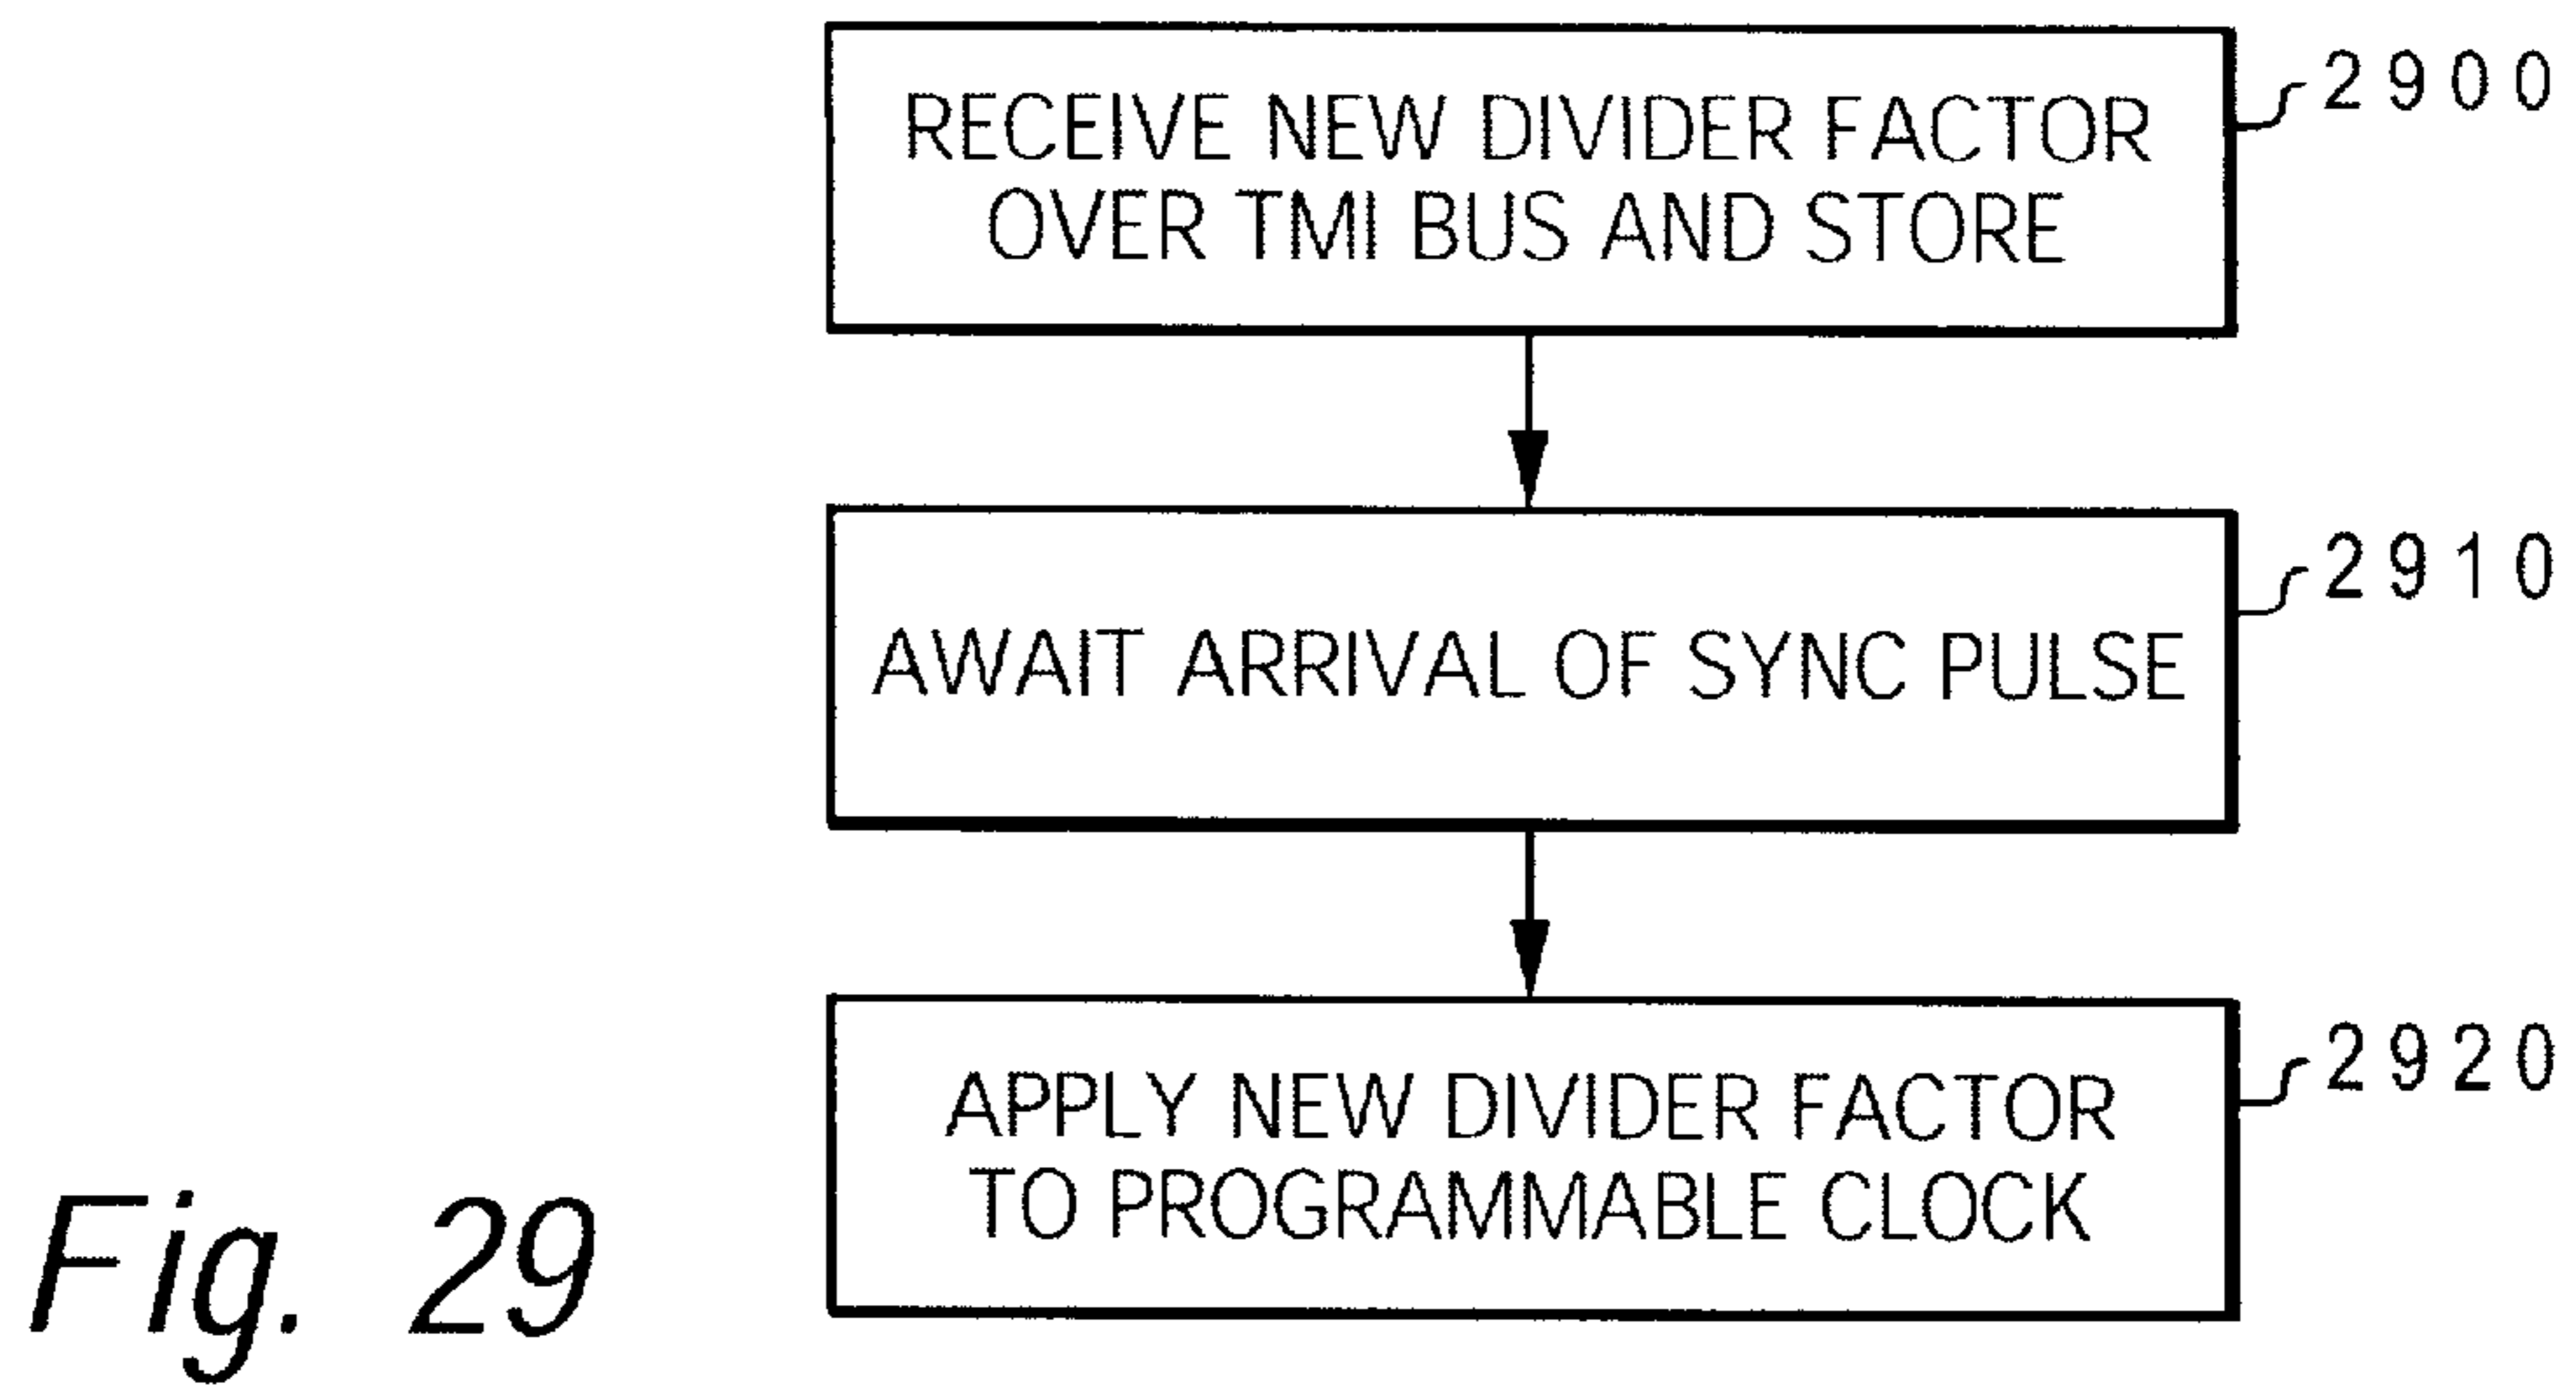 RECEIVE NEW DIVIDER FACTOR
OVER TMI BUS AND STORE
2900
AWAIT ARRIVAL OF SYNC PULSE
2910
APPLY NEW DIVIDER FACTOR
TO PROGRAMMABLE CLOCK
2920
Fig. 29